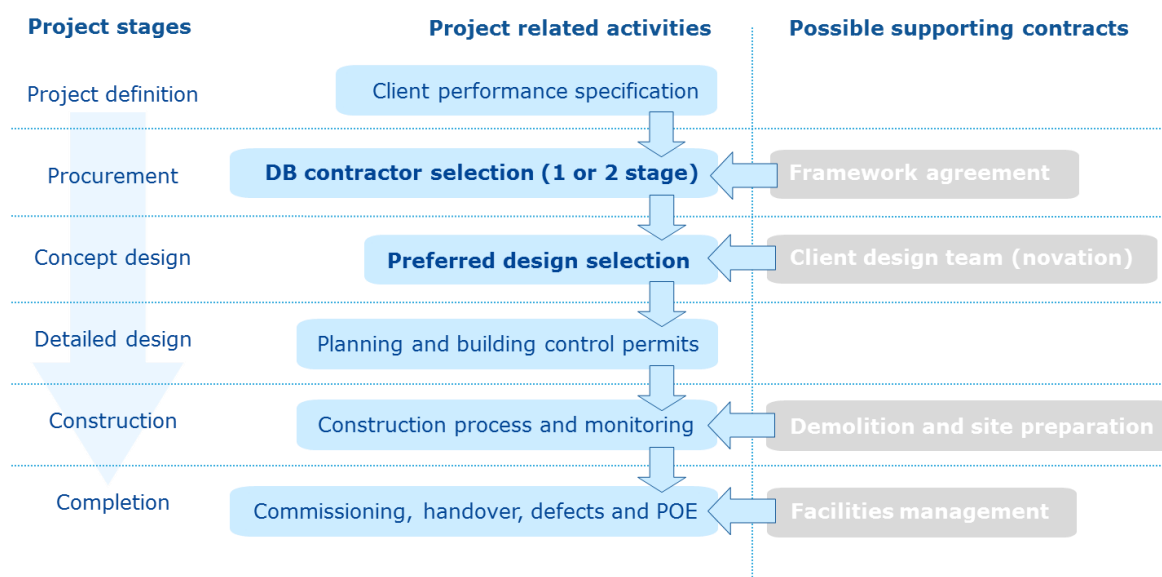 Project stages
Project related activities
Possible supporting contracts
Project definition
Client performance specification
Procurement
DB contractor selection (1 or 2 stage)
Framework agreement
Concept design
Preferred design selection
Client design team (novation)
Detailed design
Planning and building control permits
Construction
Construction process and monitoring
Demolition and site preparation
Completion
Commissioning, handover, defects and POE
Facilities management